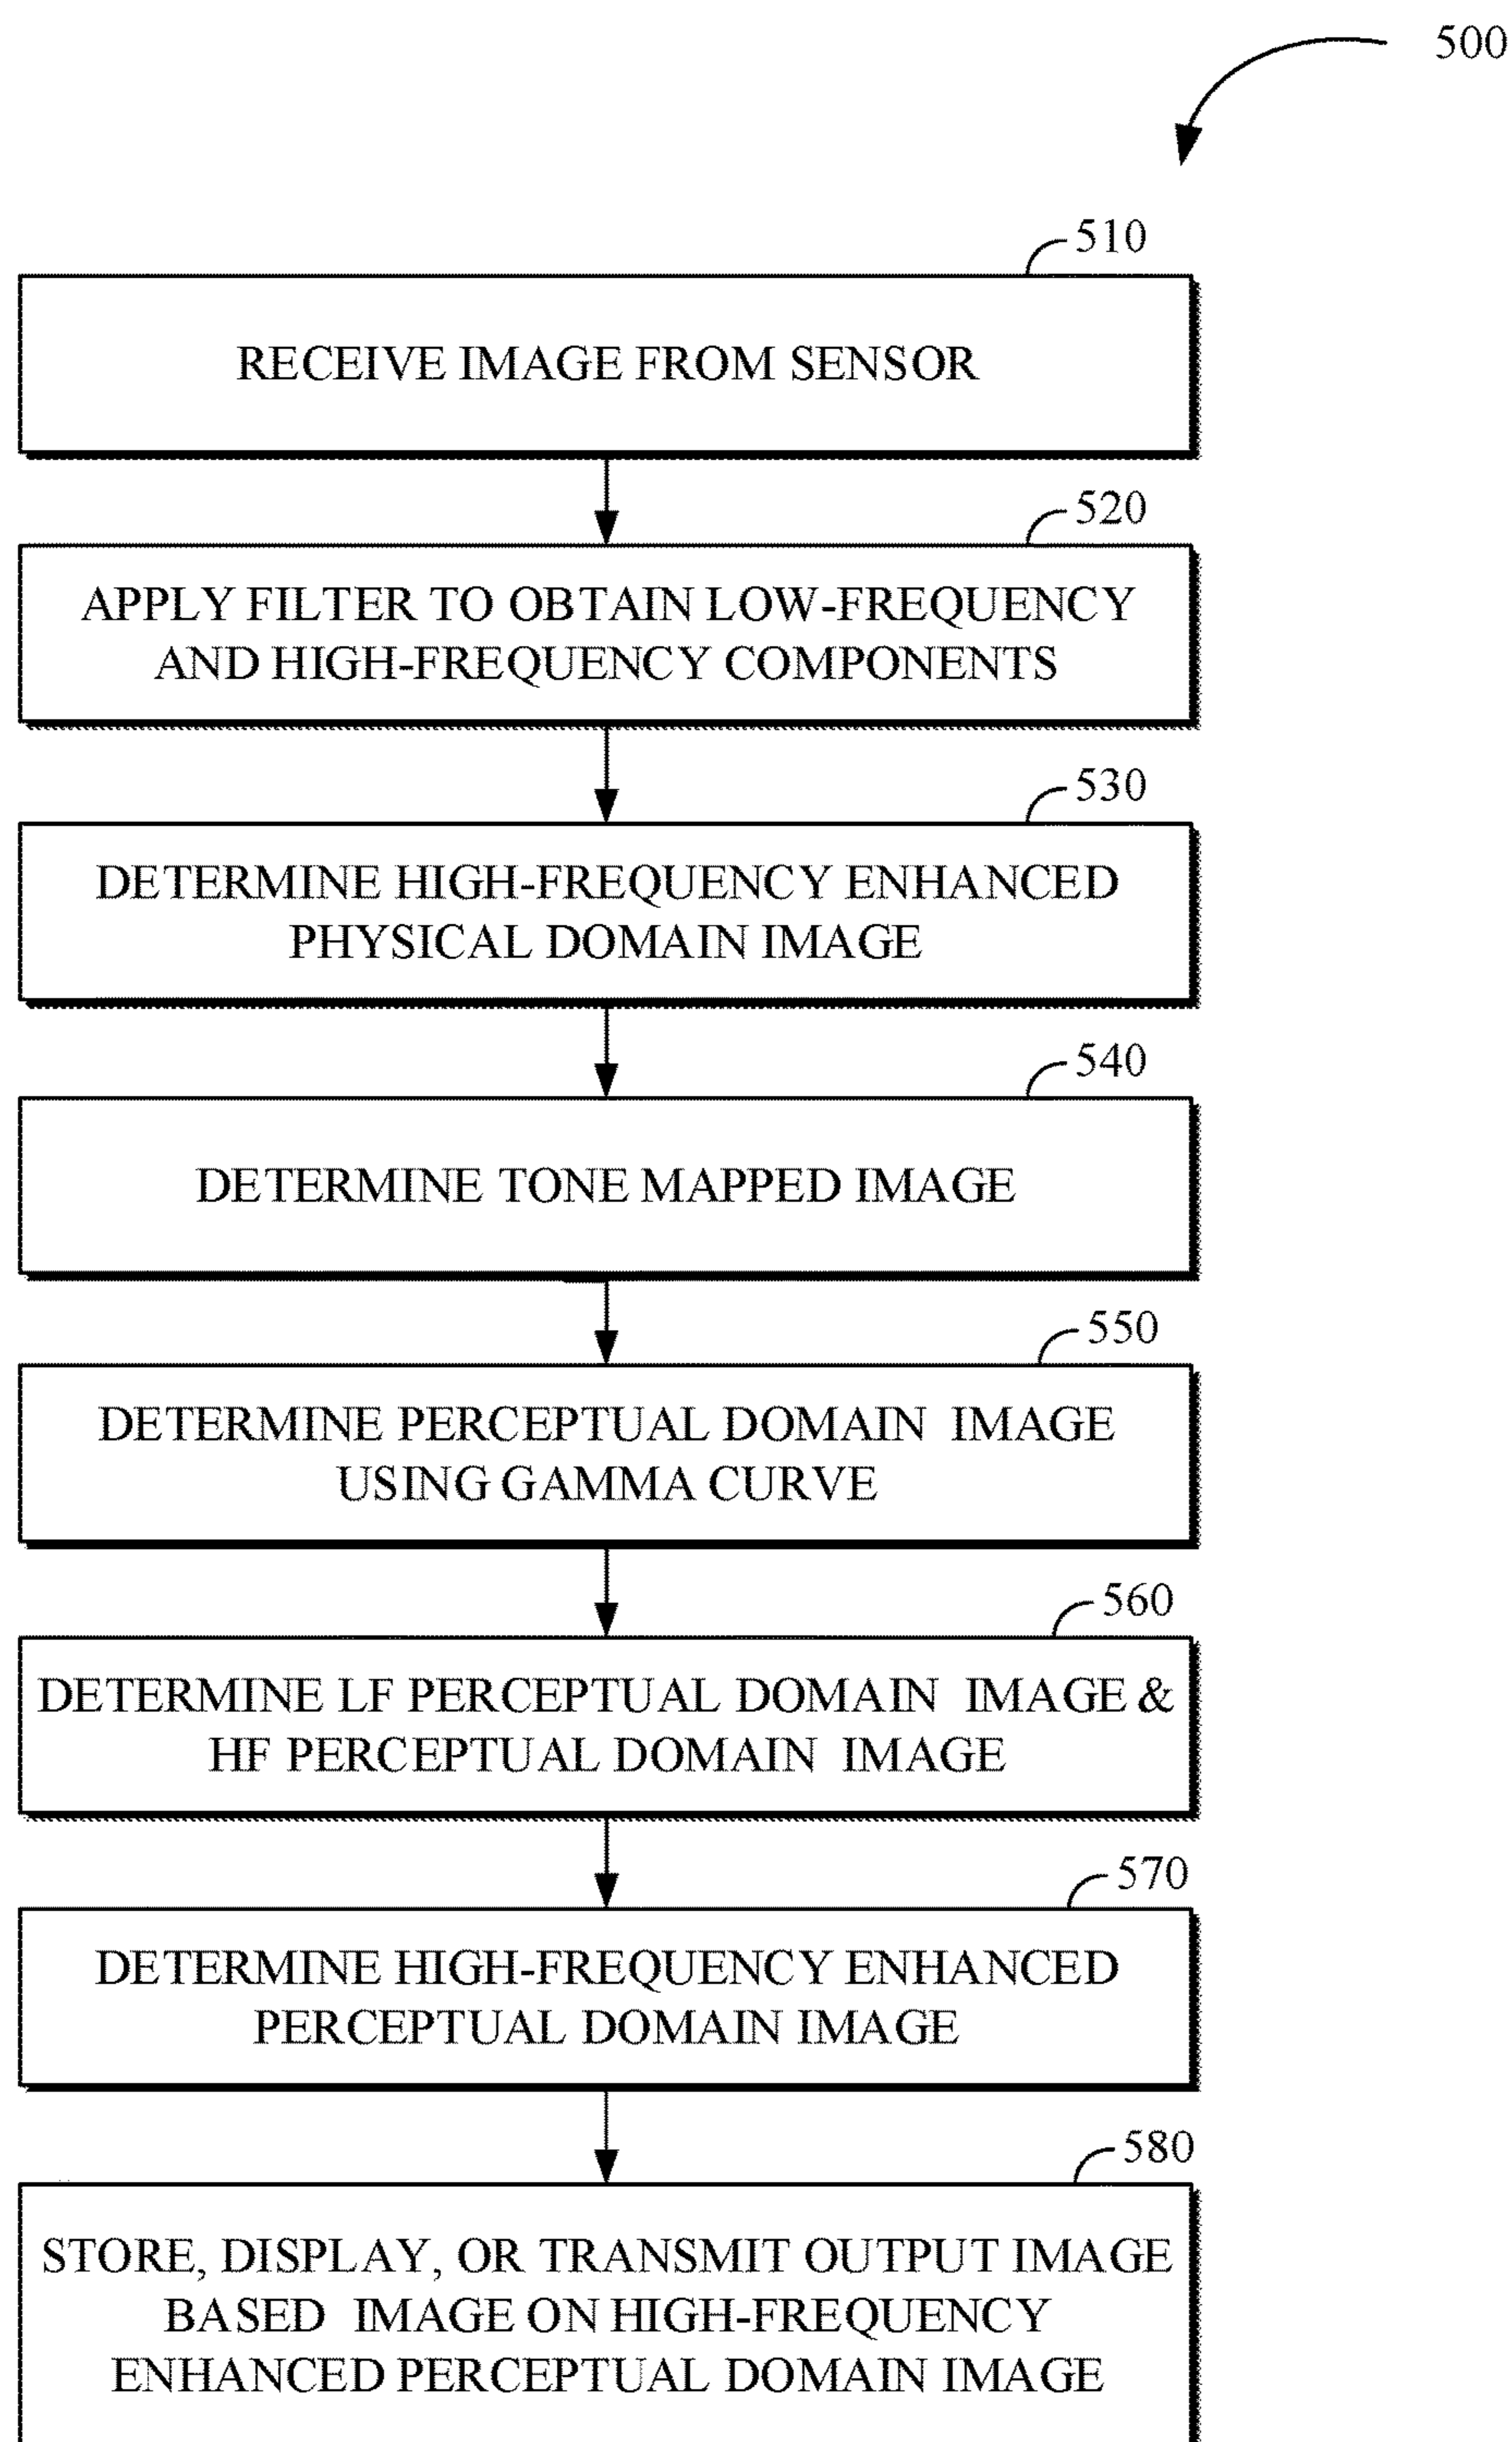 500
510
RECEIVE IMAGE FROM SENSOR
520
APPLY FILTER TO OBTAIN LOW-FREQUENCY
AND HIGH-FREQUENCY COMPONENTS
530
DETERMINE HIGH-FREQUENCY ENHANCED
PHYSICAL DOMAIN IMAGE
540
DETERMINE TONE MAPPED IMAGE
550
DETERMINE PERCEPTUAL DOMAIN IMAGE
USING GAMMA CURVE
560
DETERMINE LF PERCEPTUAL DOMAIN IMAGE &
HF PERCEPTUAL DOMAIN IMAGE
570
DETERMINE HIGH-FREQUENCY ENHANCED
PERCEPTUAL DOMAIN IMAGE
580
STORE, DISPLAY, OR TRANSMIT OUTPUT IMAGE
BASED IMAGE ON HIGH-FREQUENCY
ENHANCED PERCEPTUAL DOMAIN IMAGE